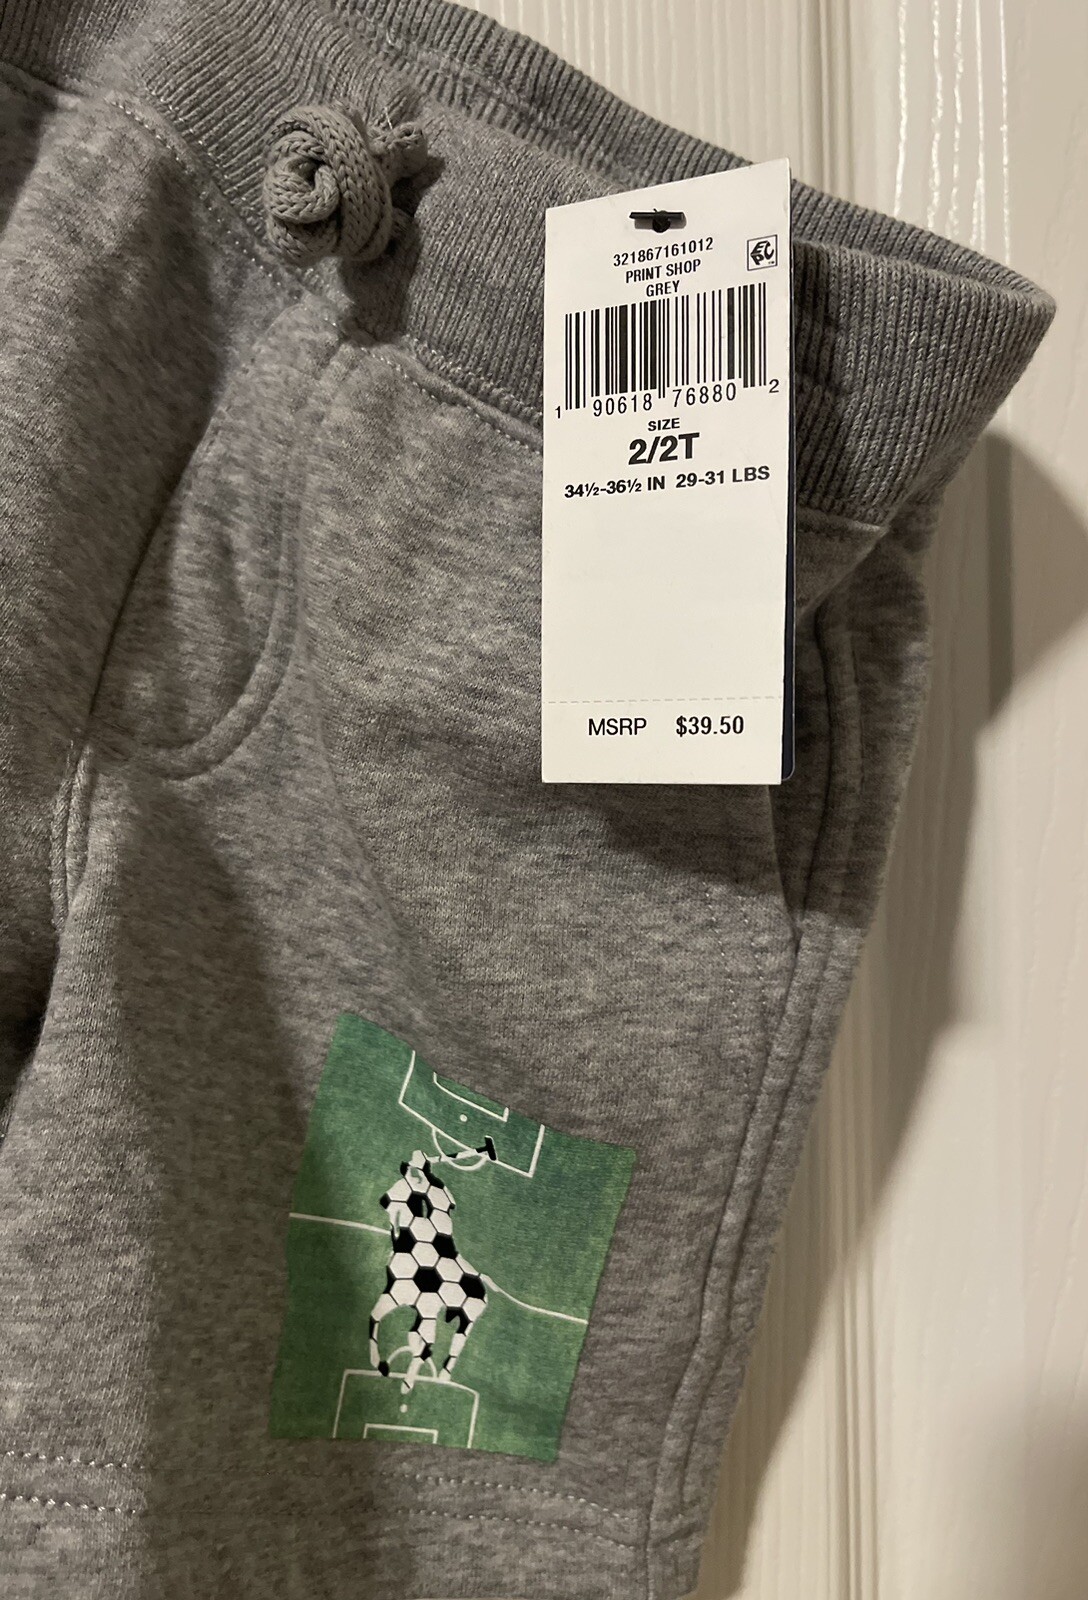 321867161012
PRINT SHOP
GREY
1 90618 76880 2
SIZE
2/2T
34½-36½ IN 29-31 LBS
MSRP $39.50